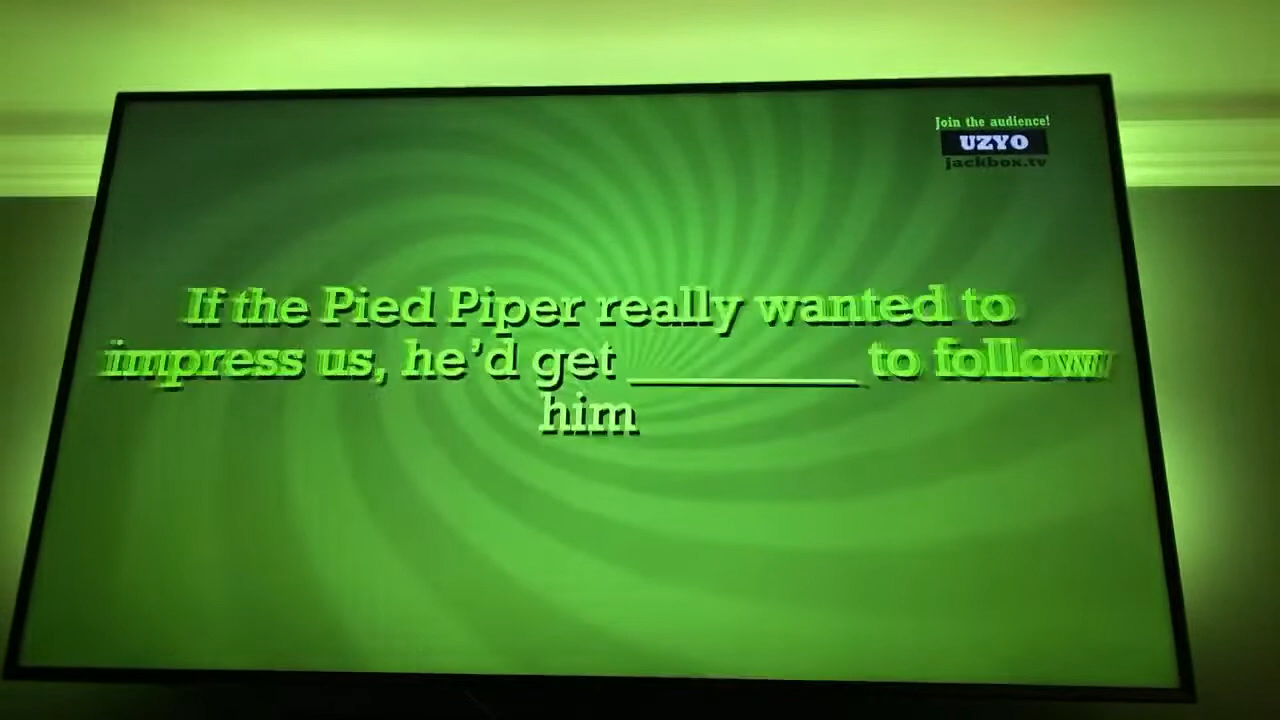 Join the audience!
UZYO
jackbox.tv
If the Pied Piper really wanted to
impress us, he'd get __________ to follow
him